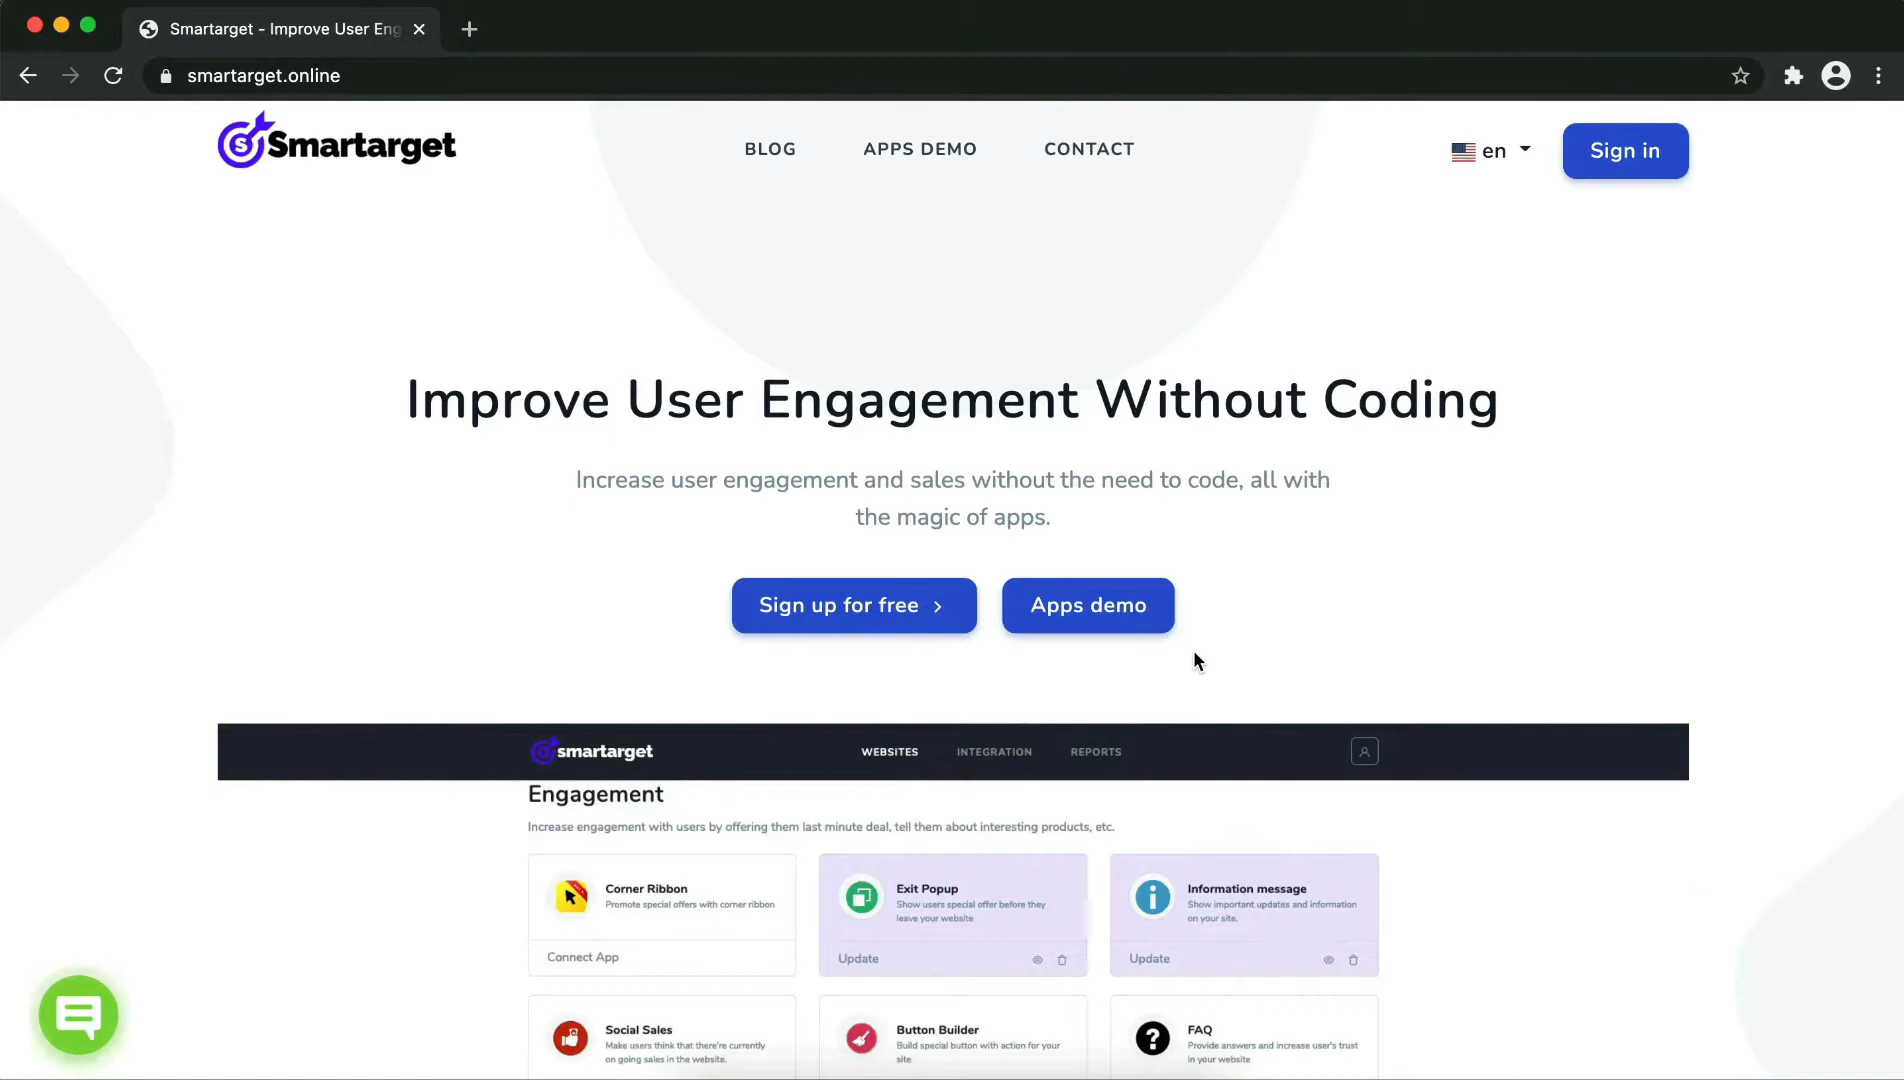 Smartarget - Improve User Eng
smartarget.online
Smartarget
BLOG
APPS DEMO
CONTACT
en
Sign in
Improve User Engagement Without Coding
Increase user engagement and sales without the need to code, all with
the magic of apps.
Sign up for free
Apps demo
smartarget
WEBSITES
INTEGRATION
REPORTS
Engagement
Increase engagement with users by offering them last minute deal, tell them about interesting products, etc.
Corner Ribbon
Promote special offers with corner ribbon
Connect App
Exit Popup
Show users special offer before they
leave your website
Update
Information message
Show important updates and information
on your site.
Update
Social Sales
Make users think that there're currently
on going sales in the website.
Button Builder
Build special button with action for your
site
FAQ
Provide answers and increase user's trust
in your website